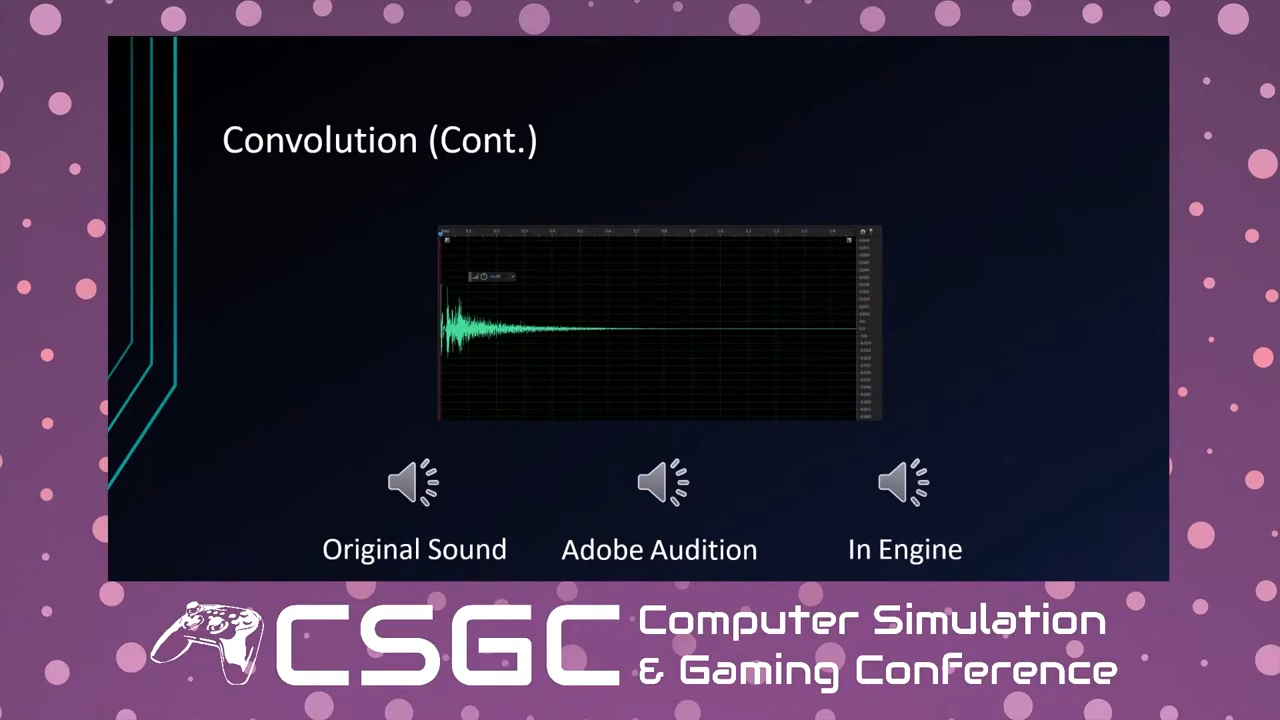 Convolution (Cont.)
Original Sound
Adobe Audition
In Engine
CSGC
Computer Simulation
& Gaming Conference